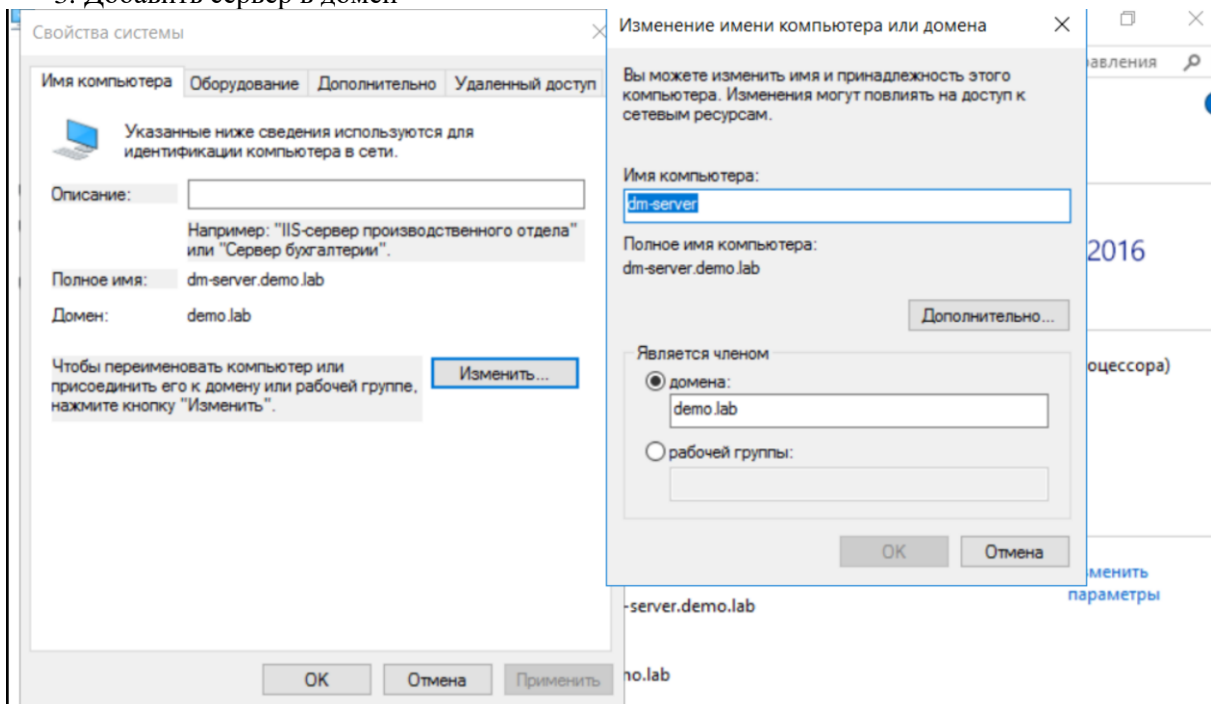 3. Добавить сервер в домен
Свойства системы
Имя компьютера Оборудование Дополнительно Удаленный доступ
Указанные ниже сведения используются для
идентификации компьютера в сети.
Описание:
Например: "IIS-сервер производственного отдела"
или "Сервер бухгалтерии".
Полное имя: dm-server.demo.lab
Домен: demo.lab
Чтобы переименовать компьютер или
присоединить его к домену или рабочей группе,
нажмите кнопку "Изменить".
Изменить...
OK Отмена Применить
Изменение имени компьютера или домена
Вы можете изменить имя и принадлежность этого
компьютера. Изменения могут повлиять на доступ к
сетевым ресурсам.
Имя компьютера:
dm-server
Полное имя компьютера:
dm-server.demo.lab
Дополнительно...
Является членом
домена:
demo.lab
рабочей группы:
OK Отмена
авления
2016
оцессора)
зменить
параметры
-server.demo.lab
no.lab